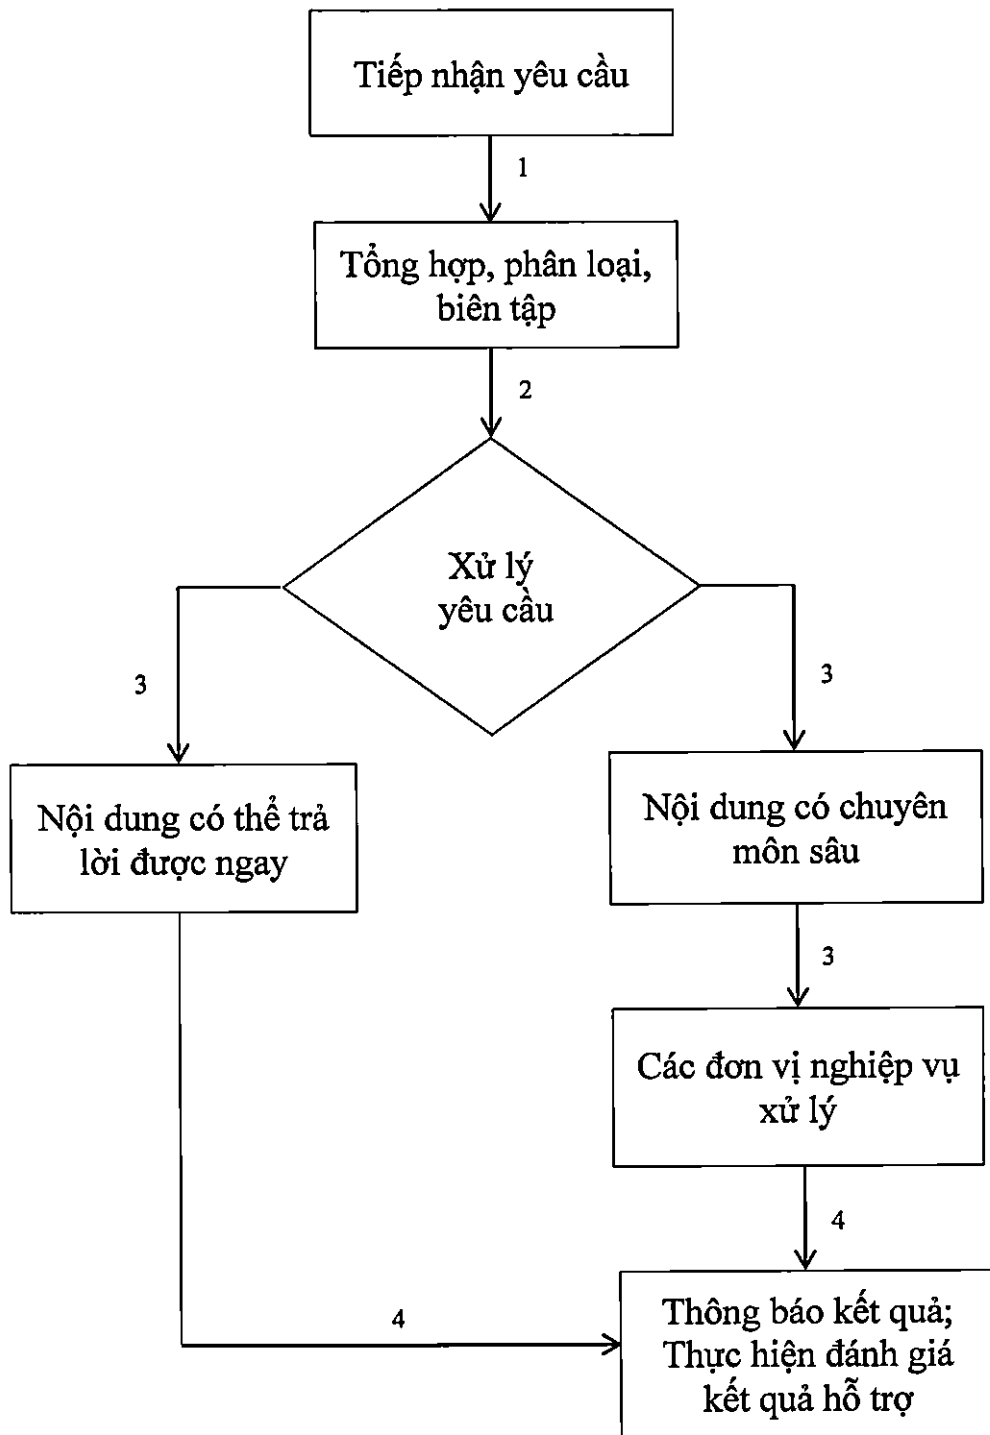 Tiếp nhận yêu cầu
1
Tổng hợp, phân loại,
biên tập
2
Xử lý
yêu cầu
3
3
Nội dung có thể trả
lời được ngay
Nội dung có chuyên
môn sâu
3
Các đơn vị nghiệp vụ
xử lý
4
4
Thông báo kết quả;
Thực hiện đánh giá
kết quả hỗ trợ